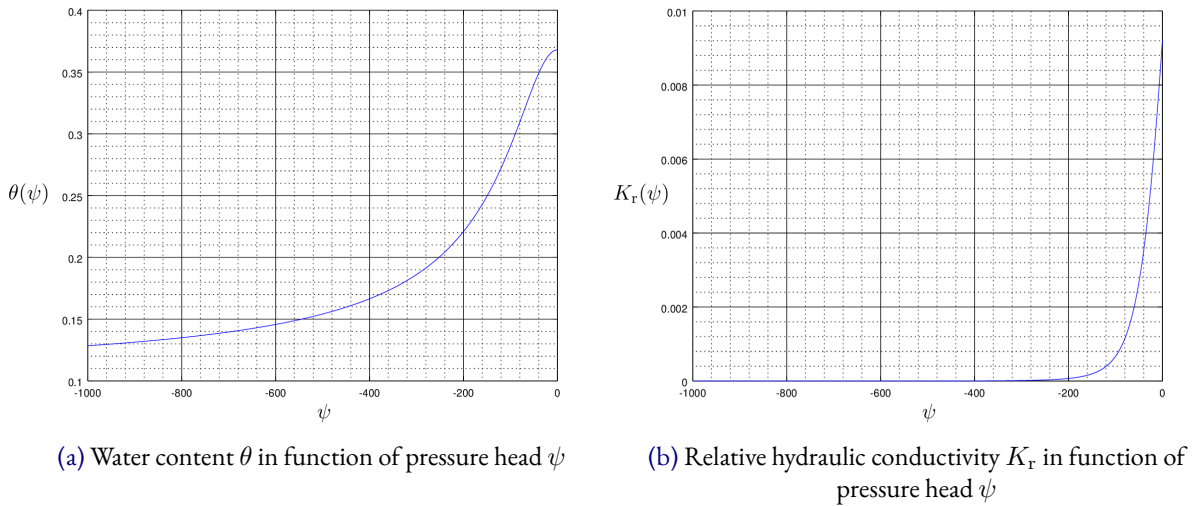 0.4
0.35
0.3
0.25
0.2
0.15
0.1
θ(ψ)
-1000 -800 -600 -400 -200 0
ψ
(a) Water content θ in function of pressure head ψ
0.01
0.008
0.006
0.004
0.002
0
K_r(ψ)
-1000 -800 -600 -400 -200 0
ψ
(b) Relative hydraulic conductivity K_r in function of
pressure head ψ